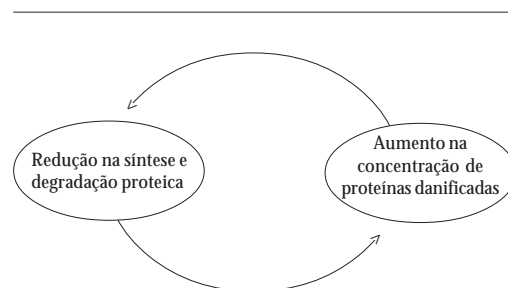 Redução na síntese e
degradação proteica
Aumento na
concentração de
proteínas danificadas